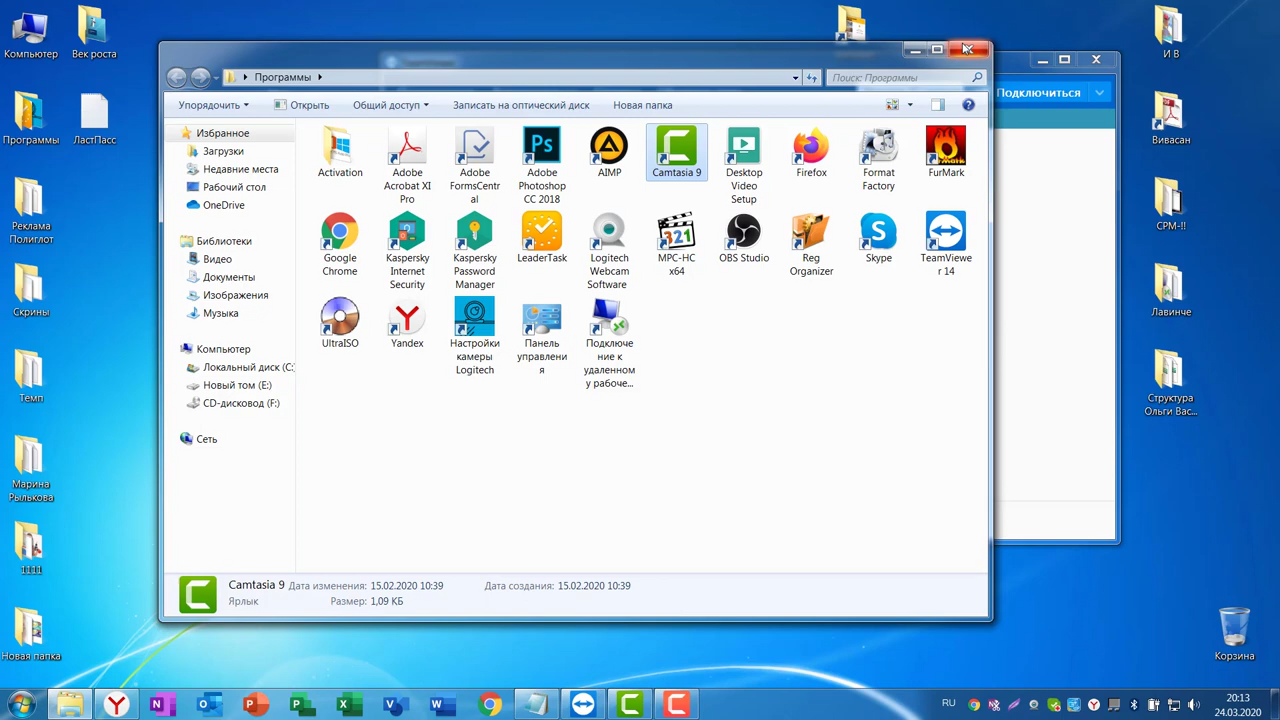 Компьютер
Век роста
Программы
ЛастПасс
Реклама
Полиглот
Скрины
Темп
Марина
Рылькова
1111
Новая папка
Программы
Поиск: Программы
Упорядочить
Открыть
Общий доступ
Записать на оптический диск
Новая папка
Избранное
Загрузки
Недавние места
Рабочий стол
OneDrive
Библиотеки
Видео
Документы
Изображения
Музыка
Компьютер
Локальный диск (C:
Новый том (E:)
CD-дисковод (F:)
Сеть
Activation
Adobe
Acrobat XI
Pro
Adobe
FormsCentr
al
Adobe
Photoshop
CC 2018
AIMP
Camtasia 9
Desktop
Video
Setup
Firefox
Format
Factory
FurMark
Google
Chrome
Kaspersky
Internet
Security
Kaspersky
Password
Manager
LeaderTask
Logitech
Webcam
Software
MPC-HC
x64
OBS Studio
Reg
Organizer
Skype
TeamViewe
r 14
UltraISO
Yandex
Настройки
камеры
Logitech
Панель
управлени
я
Подключе
ние к
удаленном
у рабоче...
Camtasia 9 Дата изменения: 15.02.2020 10:39 Дата создания: 15.02.2020 10:39
Ярлык Размер: 1,09 КБ
Подключиться
И В
Вивасан
СРМ-!!
Лавинче
Структура
Ольги Вас...
Корзина
RU
20:13
24.03.2020